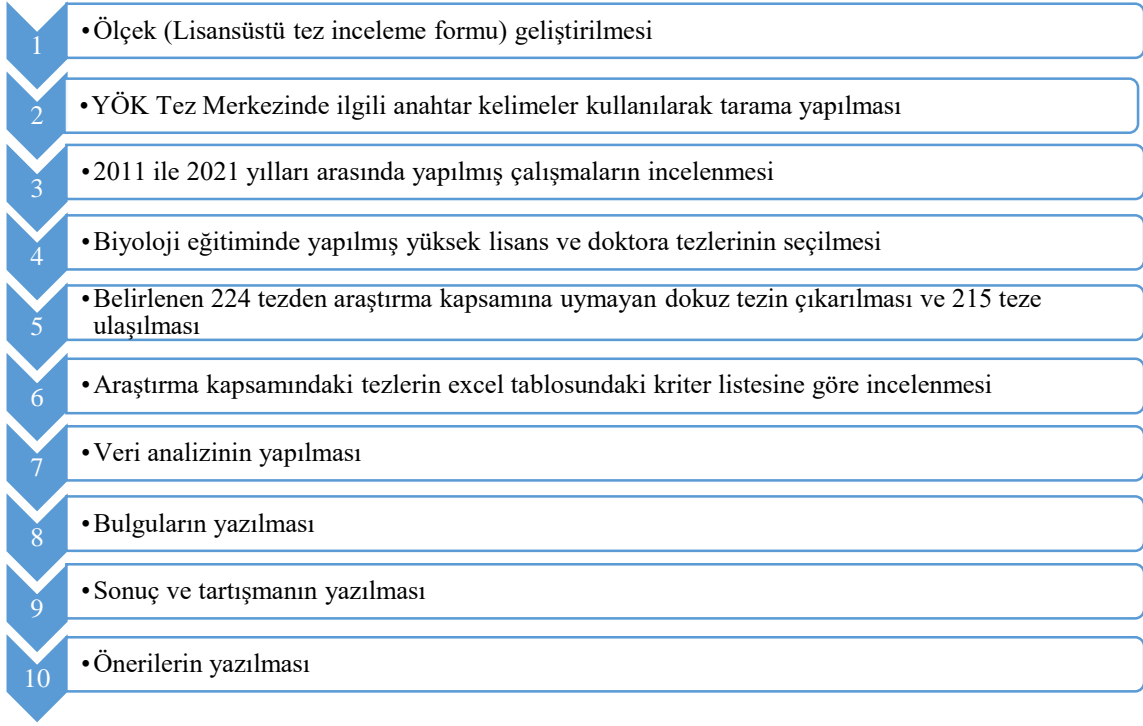 1 •Ölçek (Lisansüstü tez inceleme formu) geliştirilmesi
2 •YÖK Tez Merkezinde ilgili anahtar kelimeler kullanılarak tarama yapılması
3 •2011 ile 2021 yılları arasında yapılmış çalışmaların incelenmesi
4 •Biyoloji eğitiminde yapılmış yüksek lisans ve doktora tezlerinin seçilmesi
5 •Belirlenen 224 tezden araştırma kapsamına uymayan dokuz tezin çıkarılması ve 215 teze
ulaşılması
6 •Araştırma kapsamındaki tezlerin excel tablosundaki kriter listesine göre incelenmesi
7 •Veri analizinin yapılması
8 •Bulguların yazılması
9 •Sonuç ve tartışmanın yazılması
10 •Önerilerin yazılması